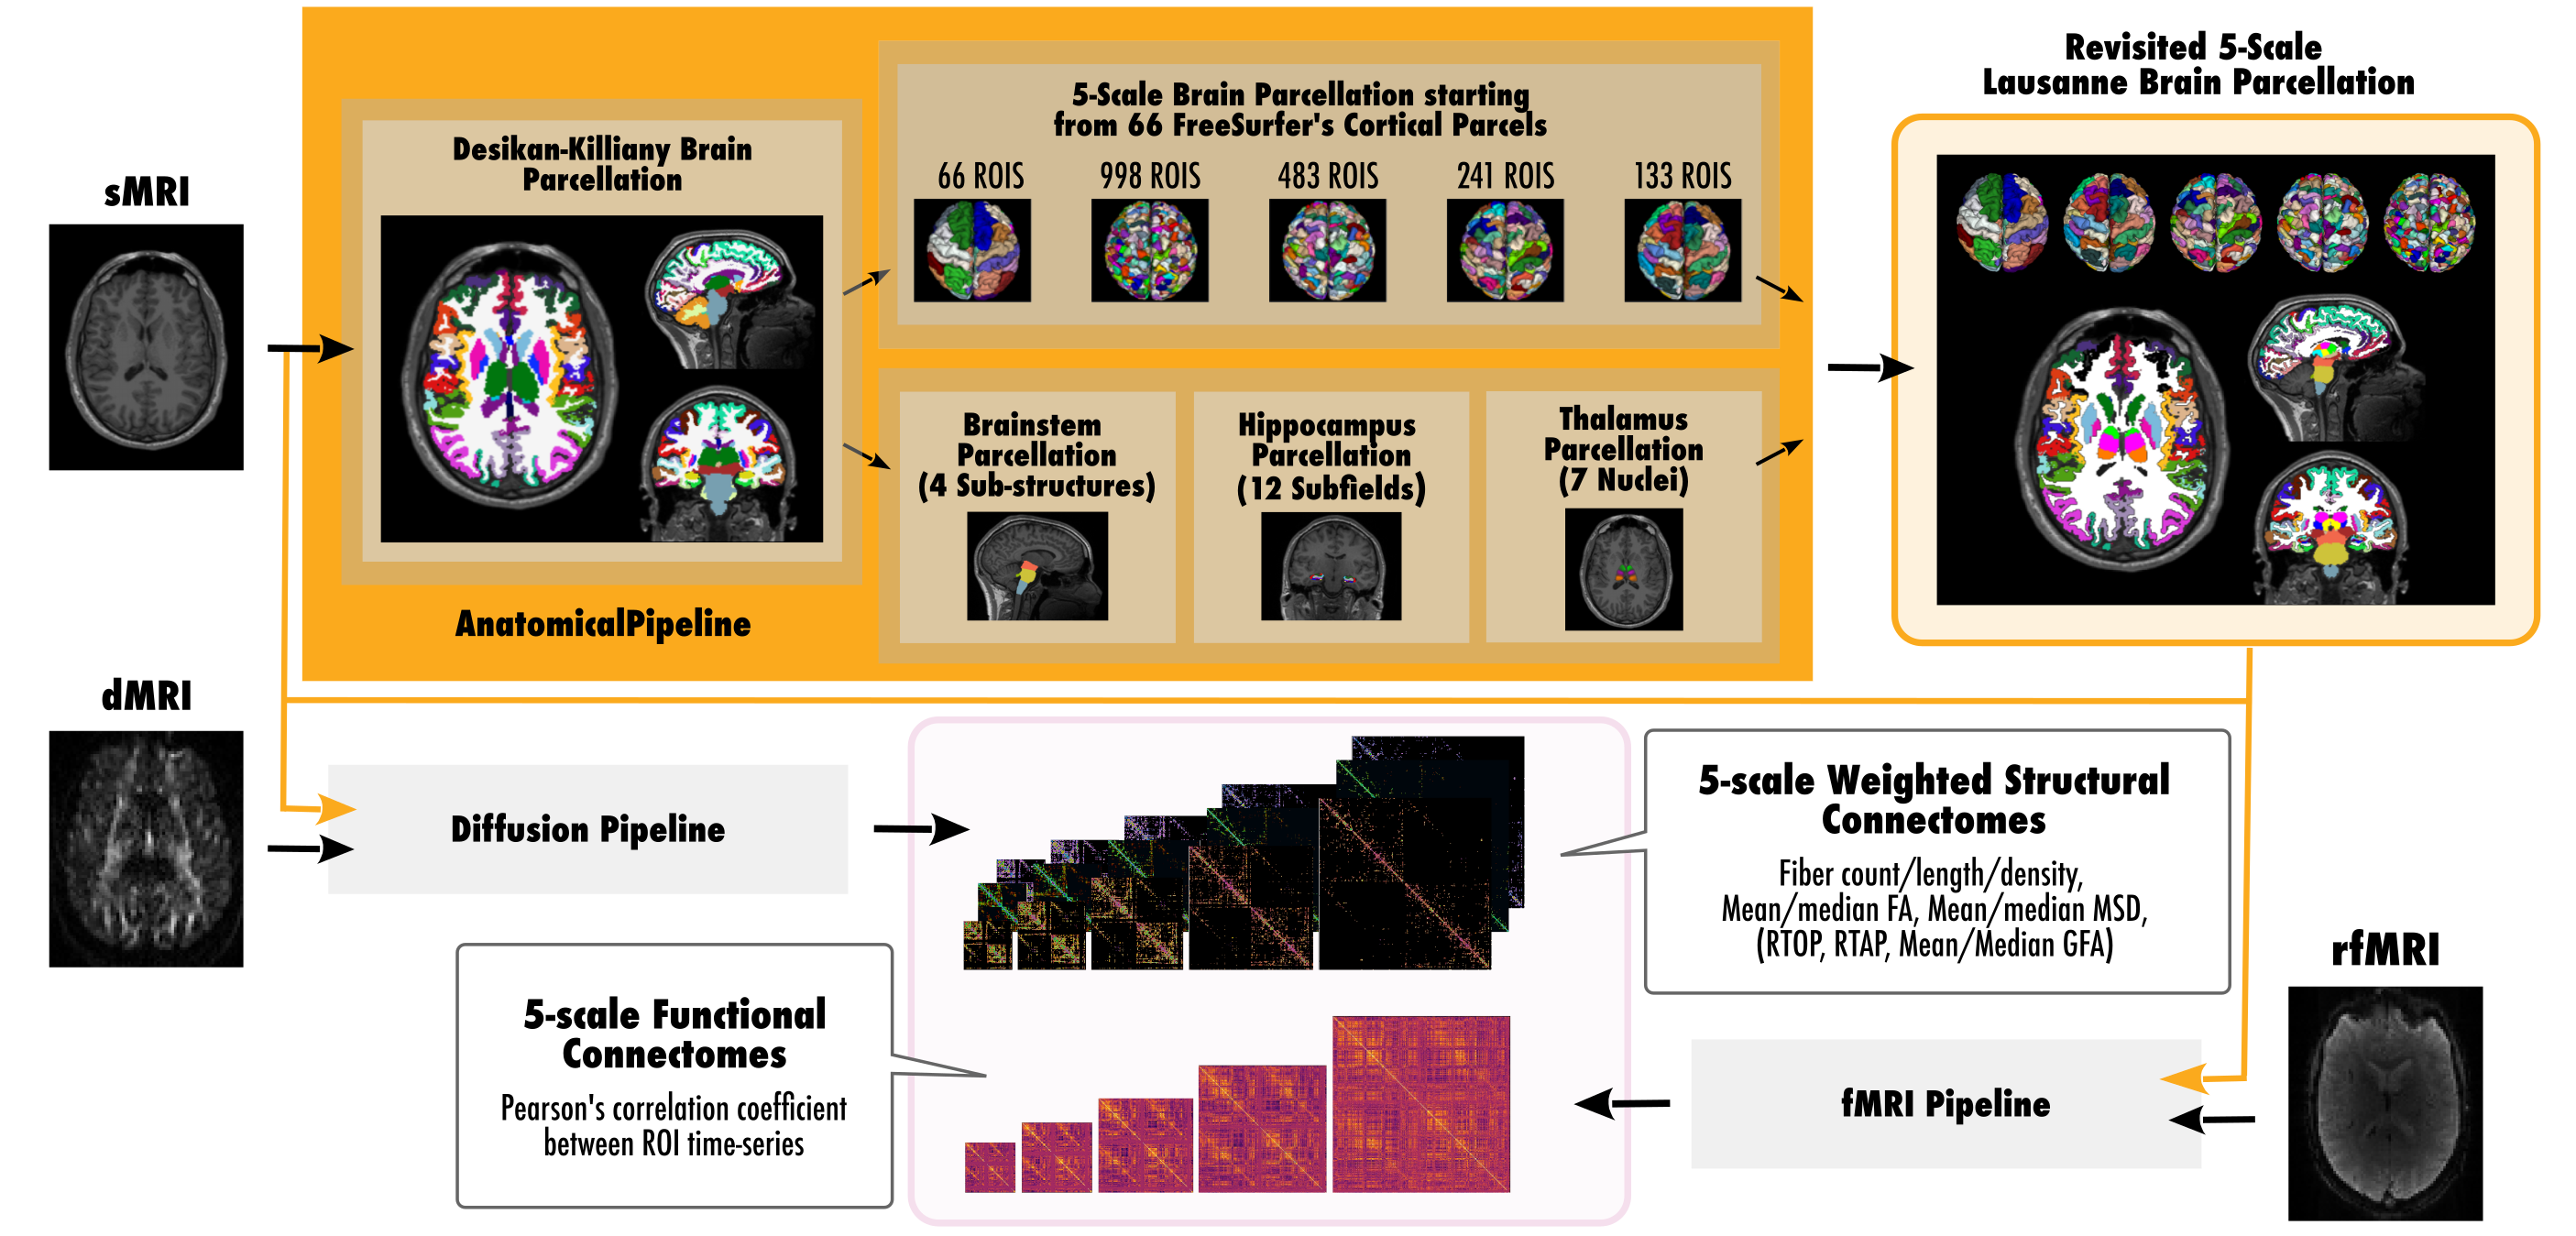 sMRI
Desikan-Killiany Brain
Parcellation
AnatomicalPipeline
5-Scale Brain Parcellation starting
from 66 FreeSurfer's Cortical Parcels
66 ROIS
998 ROIS
483 ROIS
241 ROIS
133 ROIS
Brainstem
Parcellation
(4 Sub-structures)
Hippocampus
Parcellation
(12 Subfields)
Thalamus
Parcellation
(7 Nuclei)
Revisited 5-Scale
Lausanne Brain Parcellation
dMRI
Diffusion Pipeline
5-scale Weighted Structural
Connectomes
Fiber count/length/density,
Mean/median FA, Mean/median MSD,
(RTOP, RTAP, Mean/Median GFA)
5-scale Functional
Connectomes
Pearson's correlation coefficient
between ROI time-series
fMRI Pipeline
rfMRI